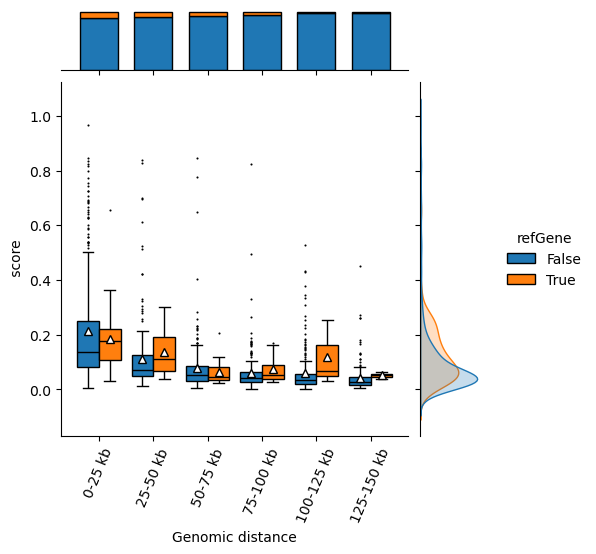 1.0
0.8
0.6
0.4
0.2
0.0
score
refGene
False
True
0-25 kb
25-50 kb
50-75 kb
75-100 kb
100-125 kb
125-150 kb
Genomic distance